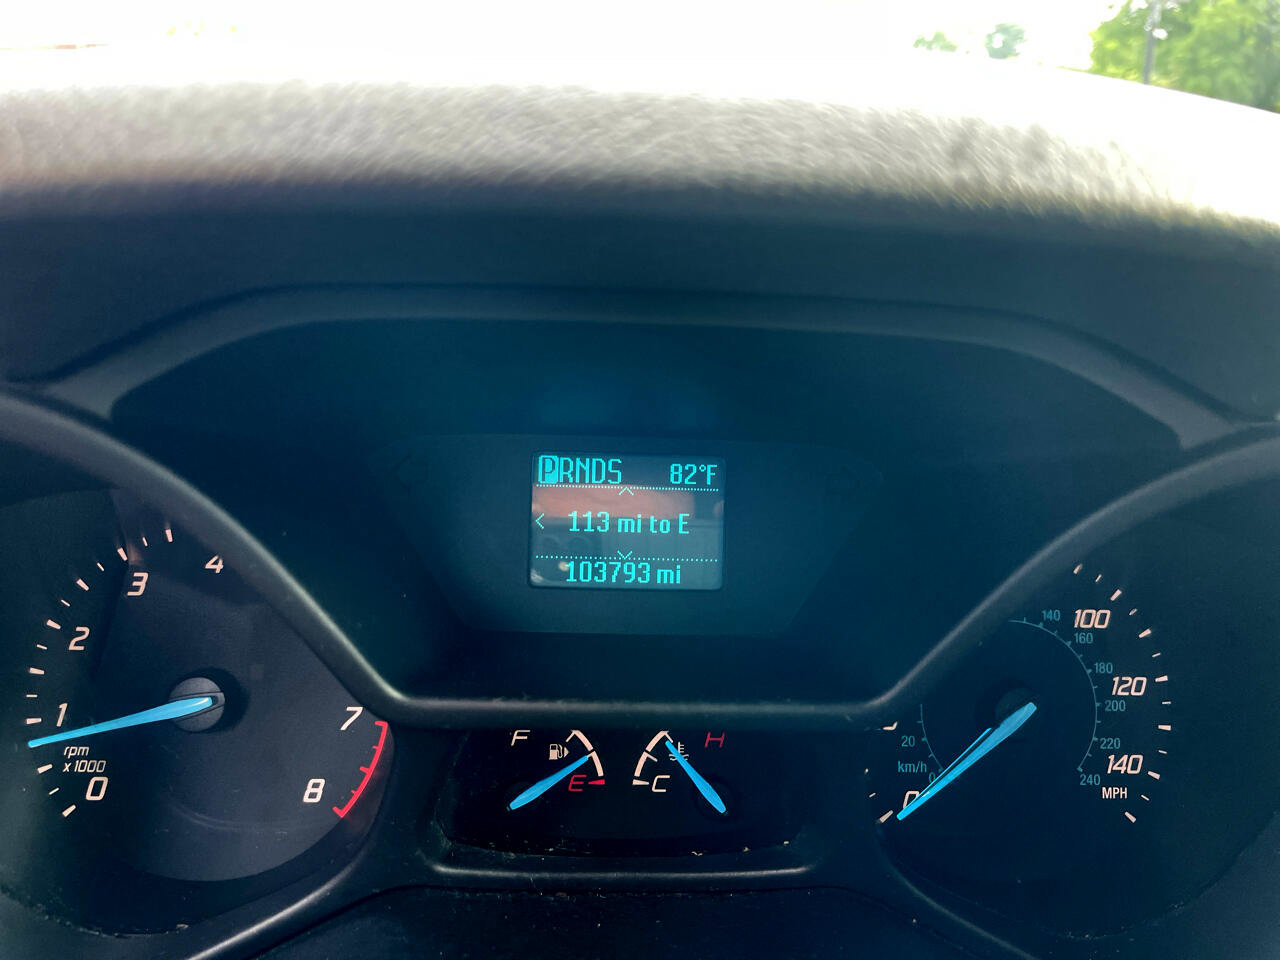 PRNDS 82°F
< 113 mi to E
103793 mi
0 1 2 3 4 7 8
rpm
x1000
F E
C H
0 100 120 140
MPH
0 20 140 160 180 200 220 240
km/h